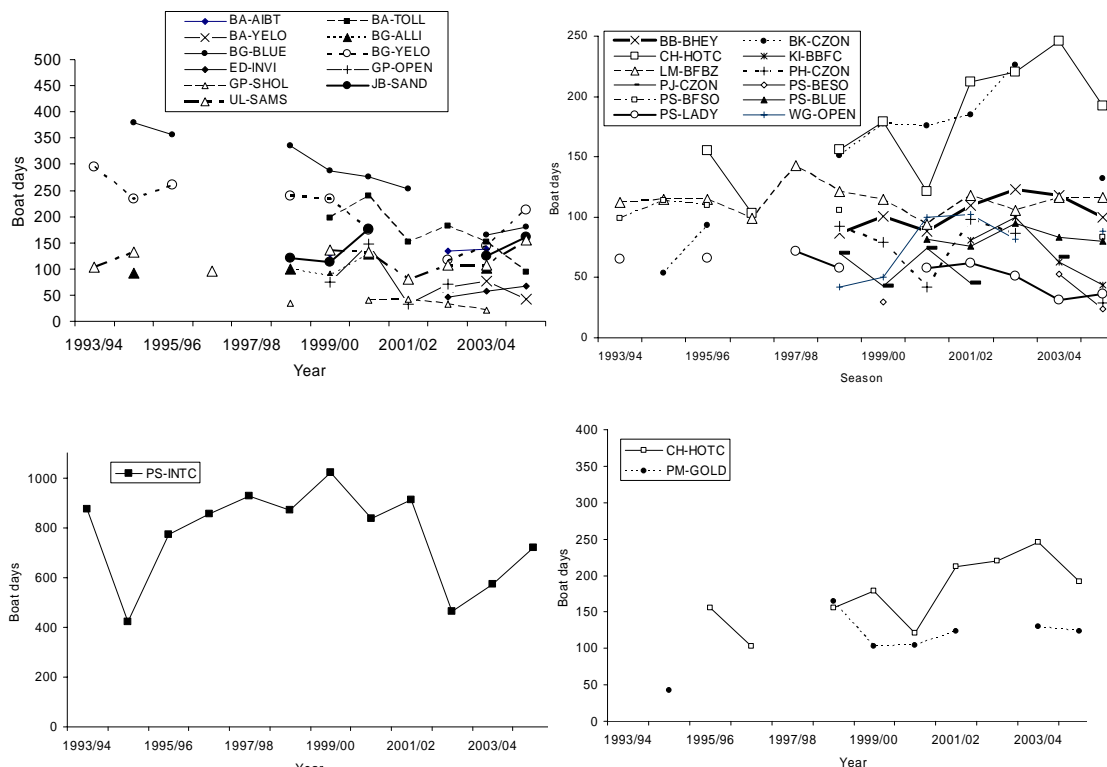 BA-AIBT BA-TOLL
BA-YELO BG-ALLI
BG-BLUE BG-YELO
ED-INVI GP-OPEN
GP-SHOL JB-SAND
UL-SAMS
500
450
400
350
300
250
200
150
100
50
0
Boat days
1993/94 1995/96 1997/98 1999/00 2001/02 2003/04
Year
BB-BHEY BK-CZON
CH-HOTC KI-BBFC
LM-BFBZ PH-CZON
PJ-CZON PS-BESO
PS-BFSO PS-BLUE
PS-LADY WG-OPEN
250
200
150
100
50
0
Boat days
1993/94 1995/96 1997/98 1999/00 2001/02 2003/04
Season
PS-INTC
1000
800
600
400
200
0
Boat days
1993/94 1995/96 1997/98 1999/00 2001/02 2003/04
Year
CH-HOTC
PM-GOLD
400
350
300
250
200
150
100
50
0
Boat days
1993/94 1995/96 1997/98 1999/00 2001/02 2003/04
Year